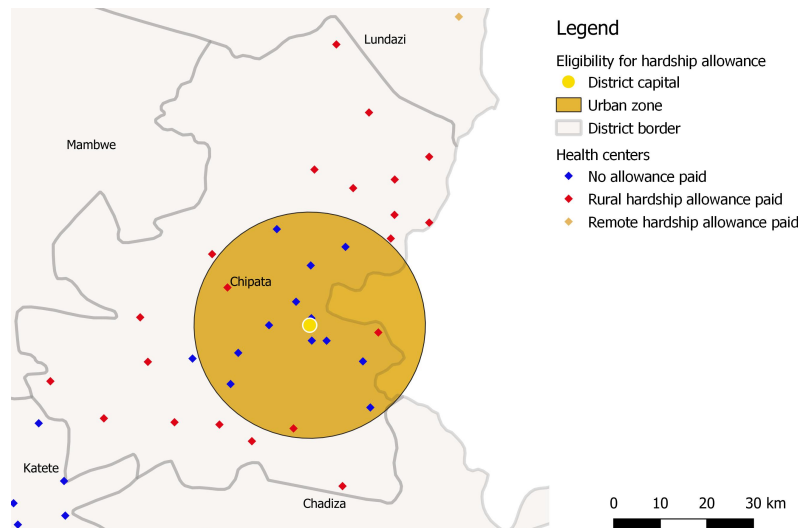 Lundazi
Mambwe
Chipata
Katete
Chadiza
Legend
Eligibility for hardship allowance
District capital
Urban zone
District border
Health centers
No allowance paid
Rural hardship allowance paid
Remote hardship allowance paid
0 10 20 30 km